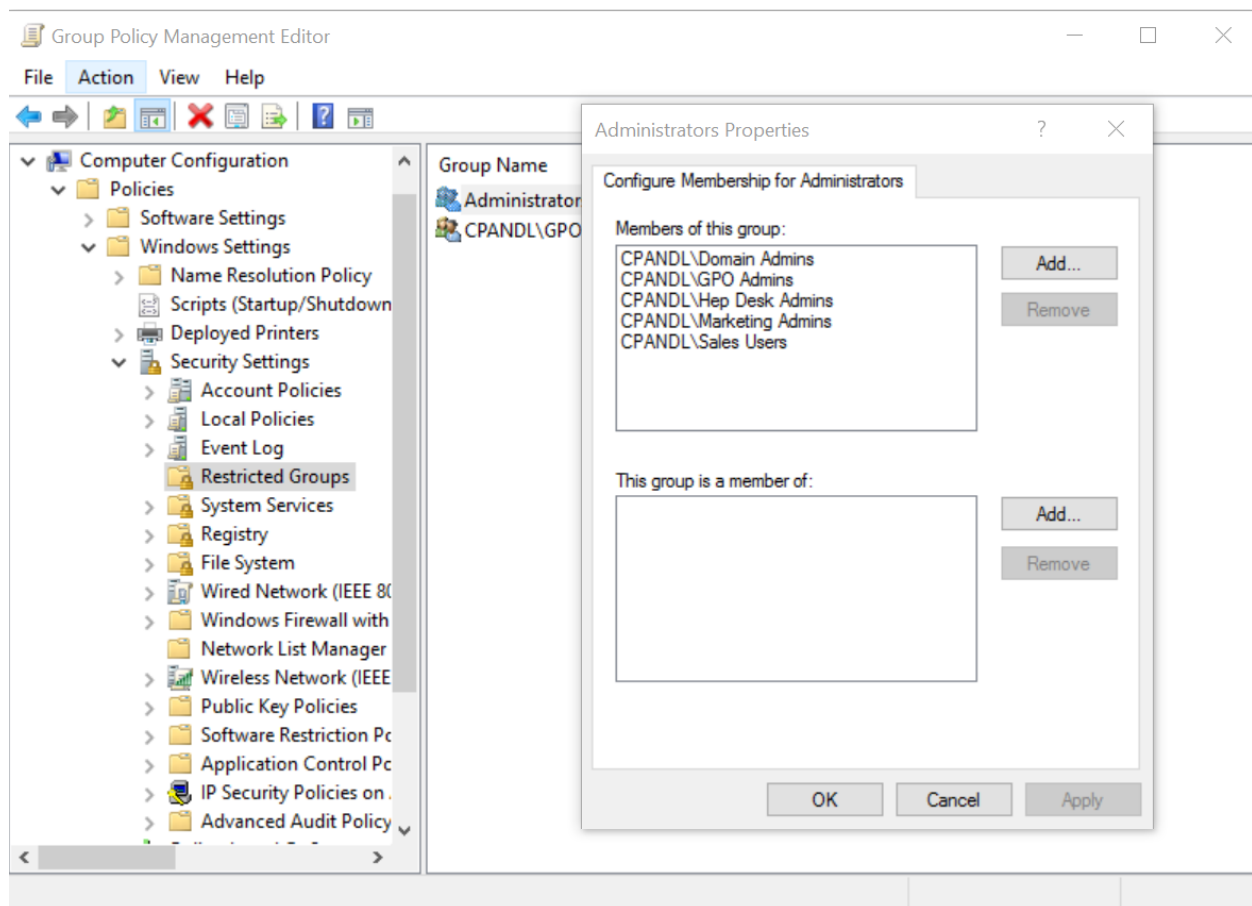 Group Policy Management Editor
File Action View Help
Computer Configuration
Policies
Software Settings
Windows Settings
Name Resolution Policy
Scripts (Startup/Shutdown
Deployed Printers
Security Settings
Account Policies
Local Policies
Event Log
Restricted Groups
System Services
Registry
File System
Wired Network (IEEE 80
Windows Firewall with
Network List Manager
Wireless Network (IEEE
Public Key Policies
Software Restriction Po
Application Control Po
IP Security Policies on
Advanced Audit Policy
Group Name
Administrator
CPANDL\GPO
Administrators Properties
?
Configure Membership for Administrators
Members of this group:
CPANDL\Domain Admins
CPANDL\GPO Admins
CPANDL\Hep Desk Admins
CPANDL\Marketing Admins
CPANDL\Sales Users
Add...
Remove
This group is a member of:
Add...
Remove
OK Cancel Apply